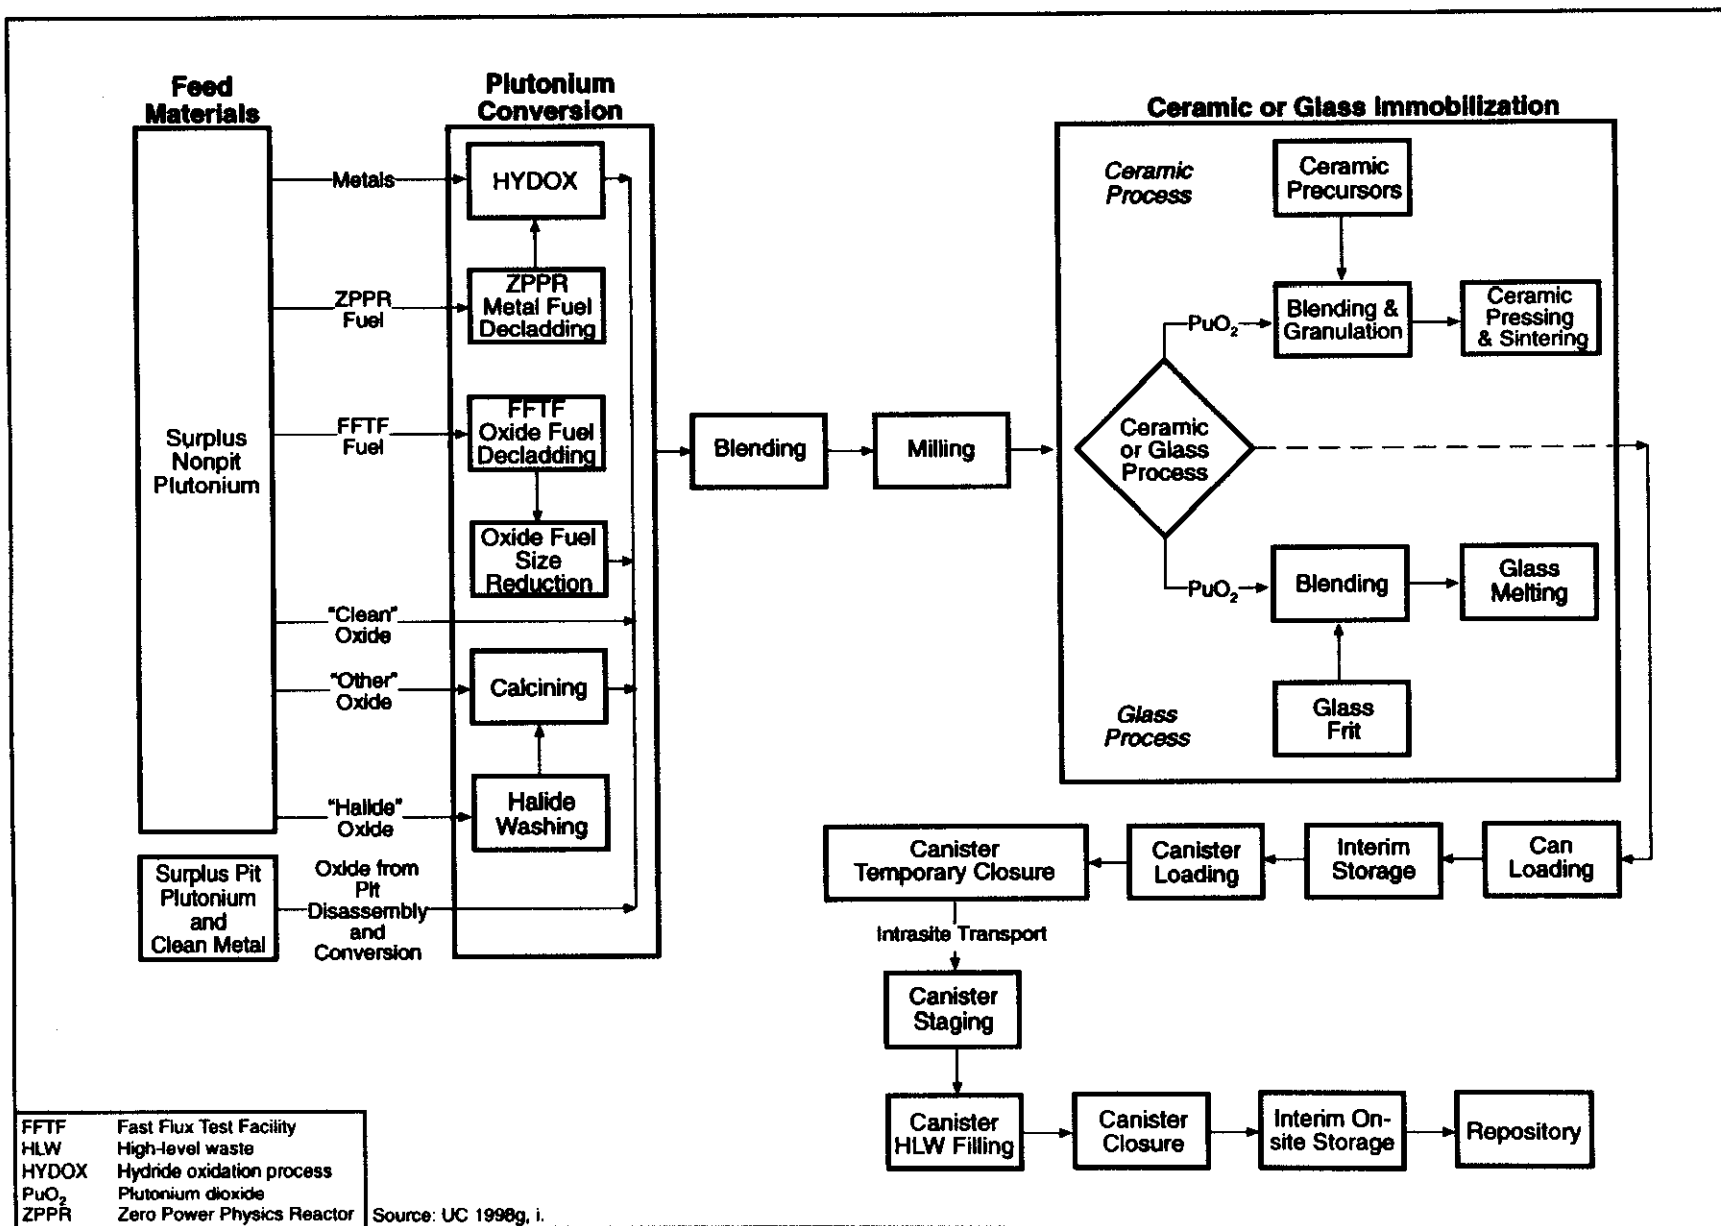 Feed
Materials
Plutonium
Conversion
Ceramic or Glass Immobilization
Surplus
Nonpit
Plutonium
Metals
ZPPR
Fuel
FFTF
Fuel
"Clean"
Oxide
"Other"
Oxide
"Halide"
Oxide
Surplus Pit
Plutonium
and
Clean Metal
Oxide from
Pit
Disassembly
and
Conversion
HYDOX
ZPPR
Metal Fuel
Decladding
FFTF
Oxide Fuel
Decladding
Oxide Fuel
Size
Reduction
Calcining
Halide
Washing
Blending
Milling
Ceramic
Process
Ceramic
Precursors
PuO₂
Blending &
Granulation
Ceramic
Pressing
& Sintering
Ceramic
or Glass
Process
PuO₂
Blending
Glass
Melting
Glass
Process
Glass
Frit
Can
Loading
Interim
Storage
Canister
Loading
Canister
Temporary Closure
Intrasite Transport
Canister
Staging
Canister
HLW Filling
Canister
Closure
Interim On-
site Storage
Repository
FFTF Fast Flux Test Facility
HLW High-level waste
HYDOX Hydride oxidation process
PuO₂ Plutonium dioxide
ZPPR Zero Power Physics Reactor
Source: UC 1998g, i.